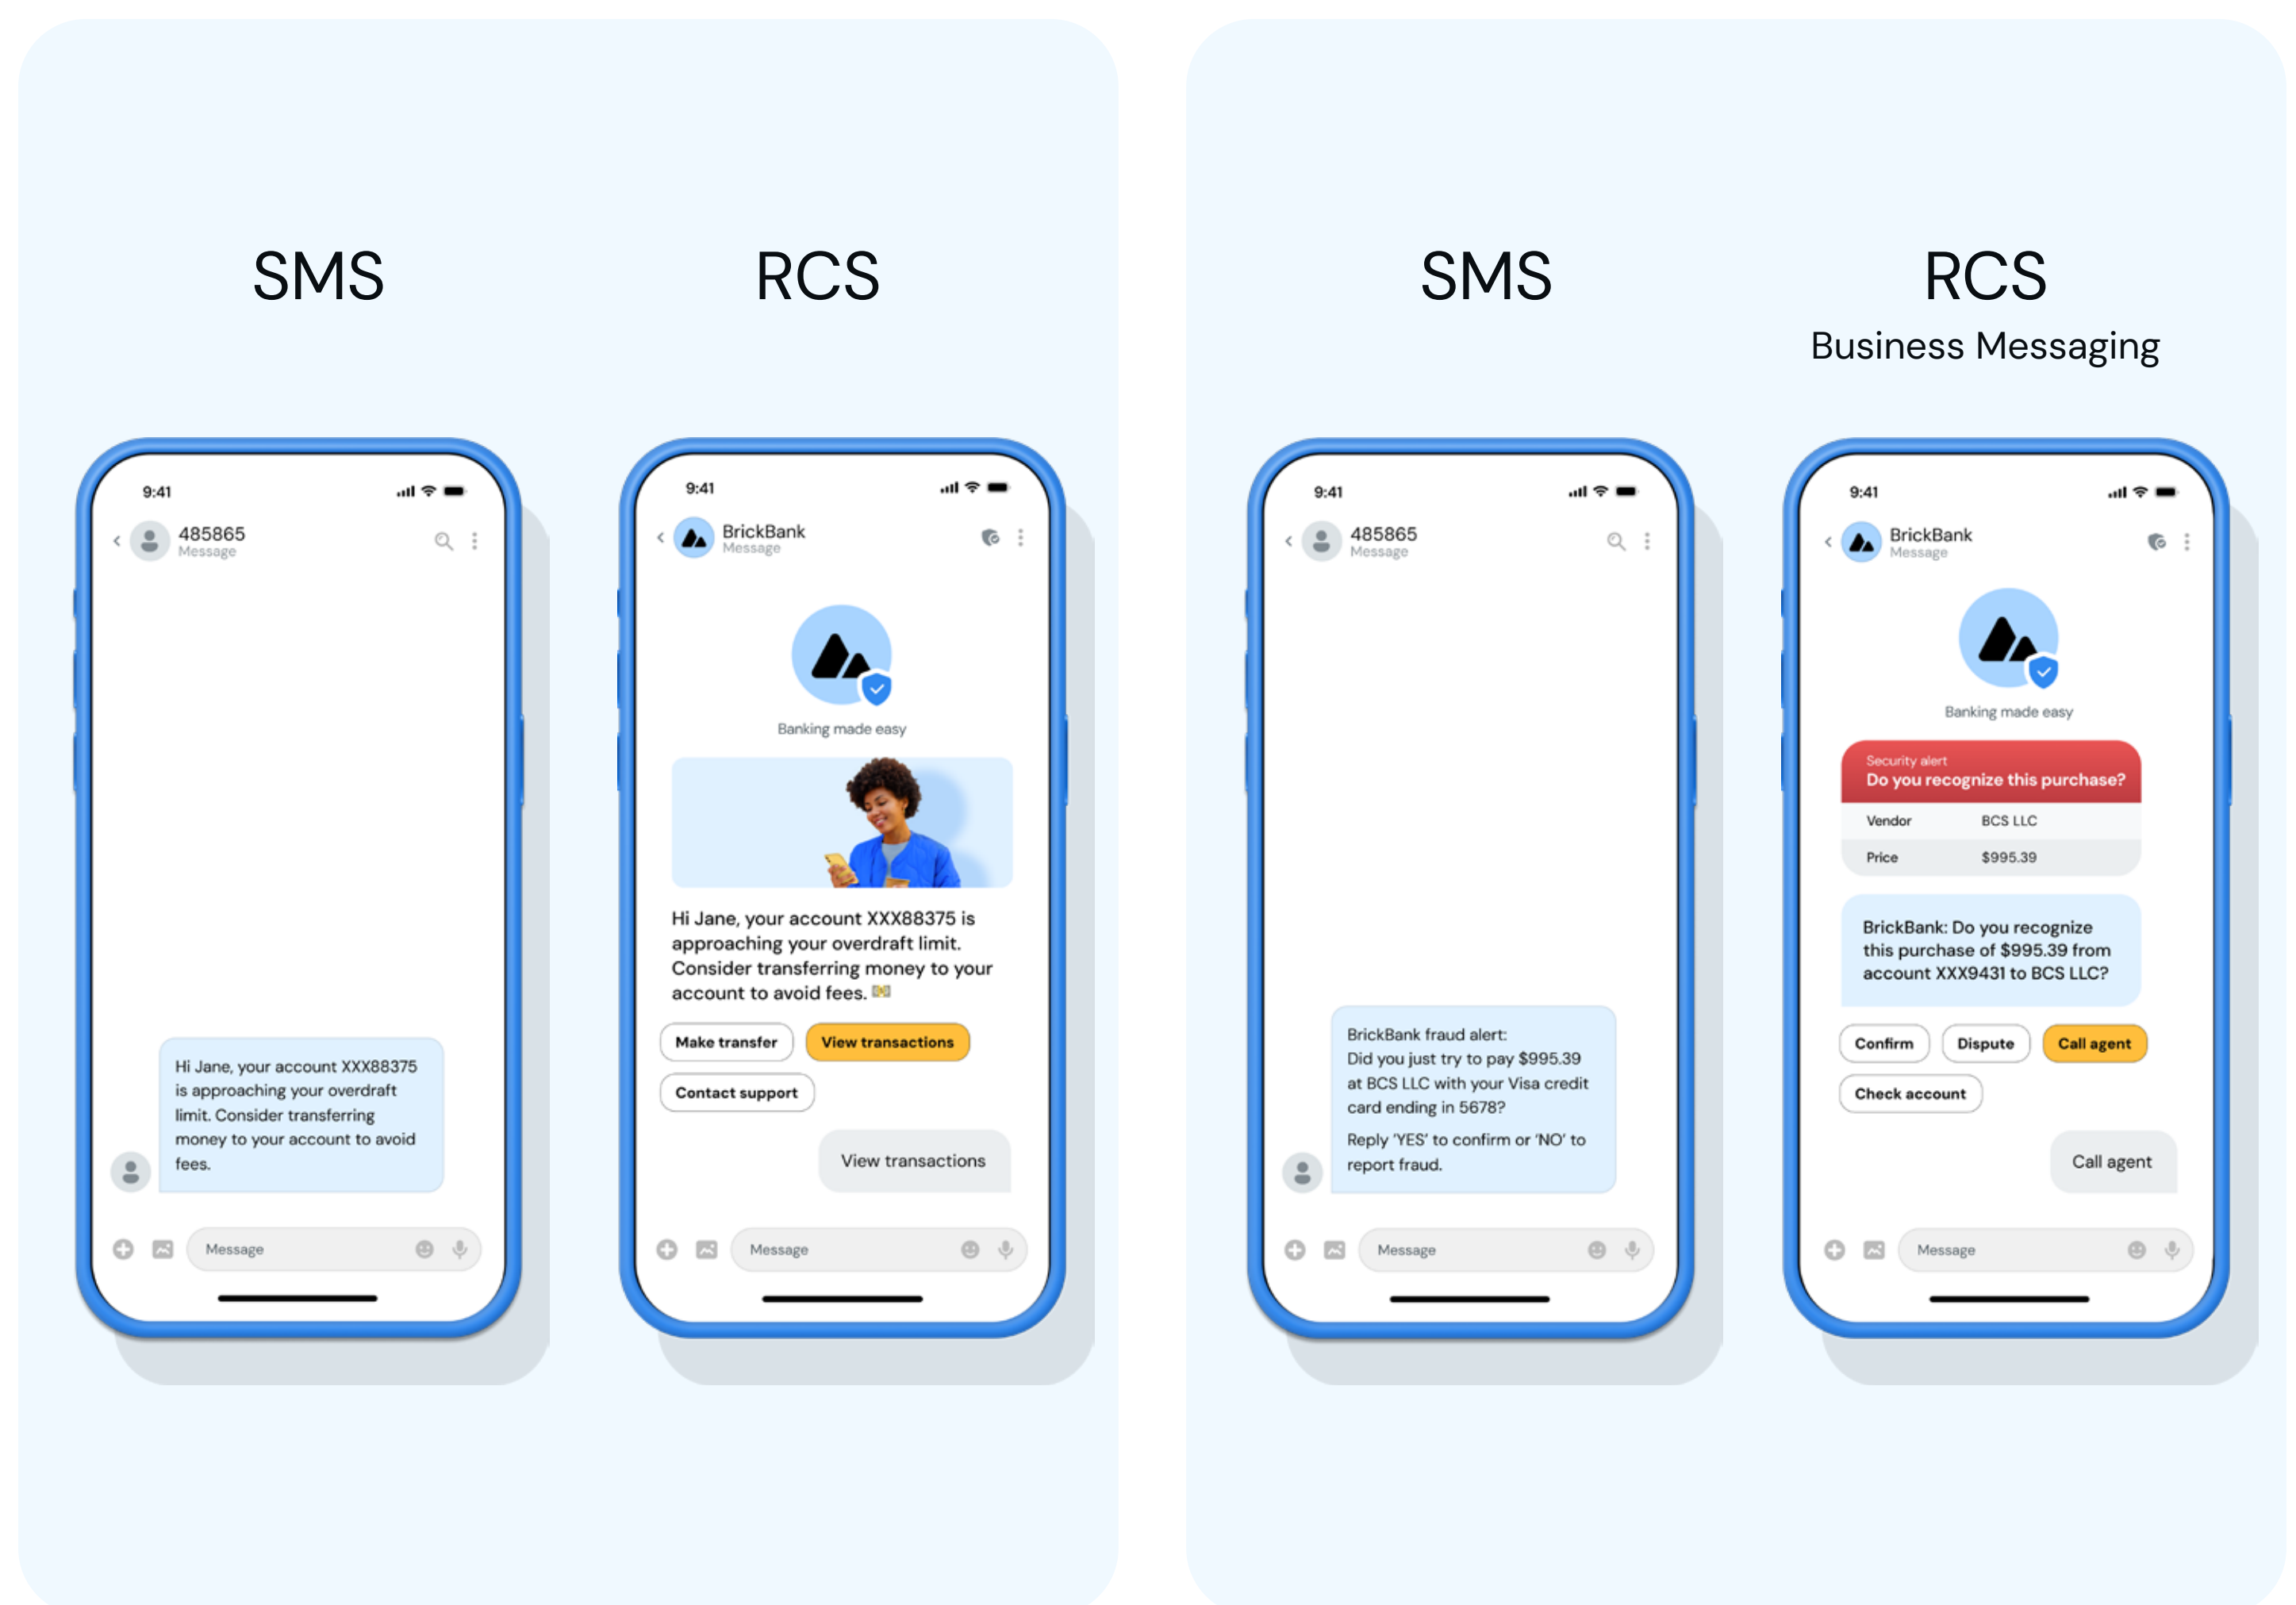 SMS
RCS
9:41
485865
Message
Hi Jane, your account XXX88375
is approaching your overdraft
limit. Consider transferring
money to your account to avoid
fees.
Message
9:41
BrickBank
Message
Banking made easy
Hi Jane, your account XXX88375 is
approaching your overdraft limit.
Consider transferring money to your
account to avoid fees. 💵
Make transfer
View transactions
Contact support
View transactions
Message
SMS
RCS
Business Messaging
9:41
485865
Message
BrickBank fraud alert:
Did you just try to pay $995.39
at BCS LLC with your Visa credit
card ending in 5678?
Reply ‘YES’ to confirm or ‘NO’ to
report fraud.
Message
9:41
BrickBank
Message
Banking made easy
Security alert
Do you recognize this purchase?
Vendor BCS LLC
Price $995.39
BrickBank: Do you recognize
this purchase of $995.39 from
account XXX9431 to BCS LLC?
Confirm
Dispute
Call agent
Check account
Call agent
Message